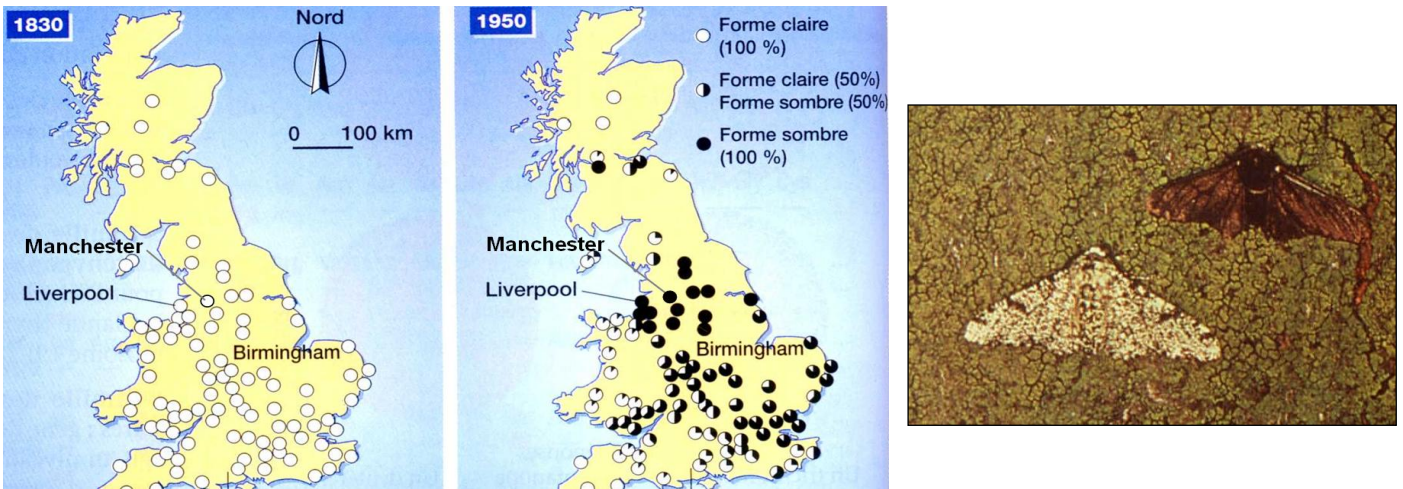 1830
Nord
0 100 km
Manchester
Liverpool
Birmingham
1950
Forme claire
(100 %)
Forme claire (50%)
Forme sombre (50%)
Forme sombre
(100 %)
Manchester
Liverpool
Birmingham